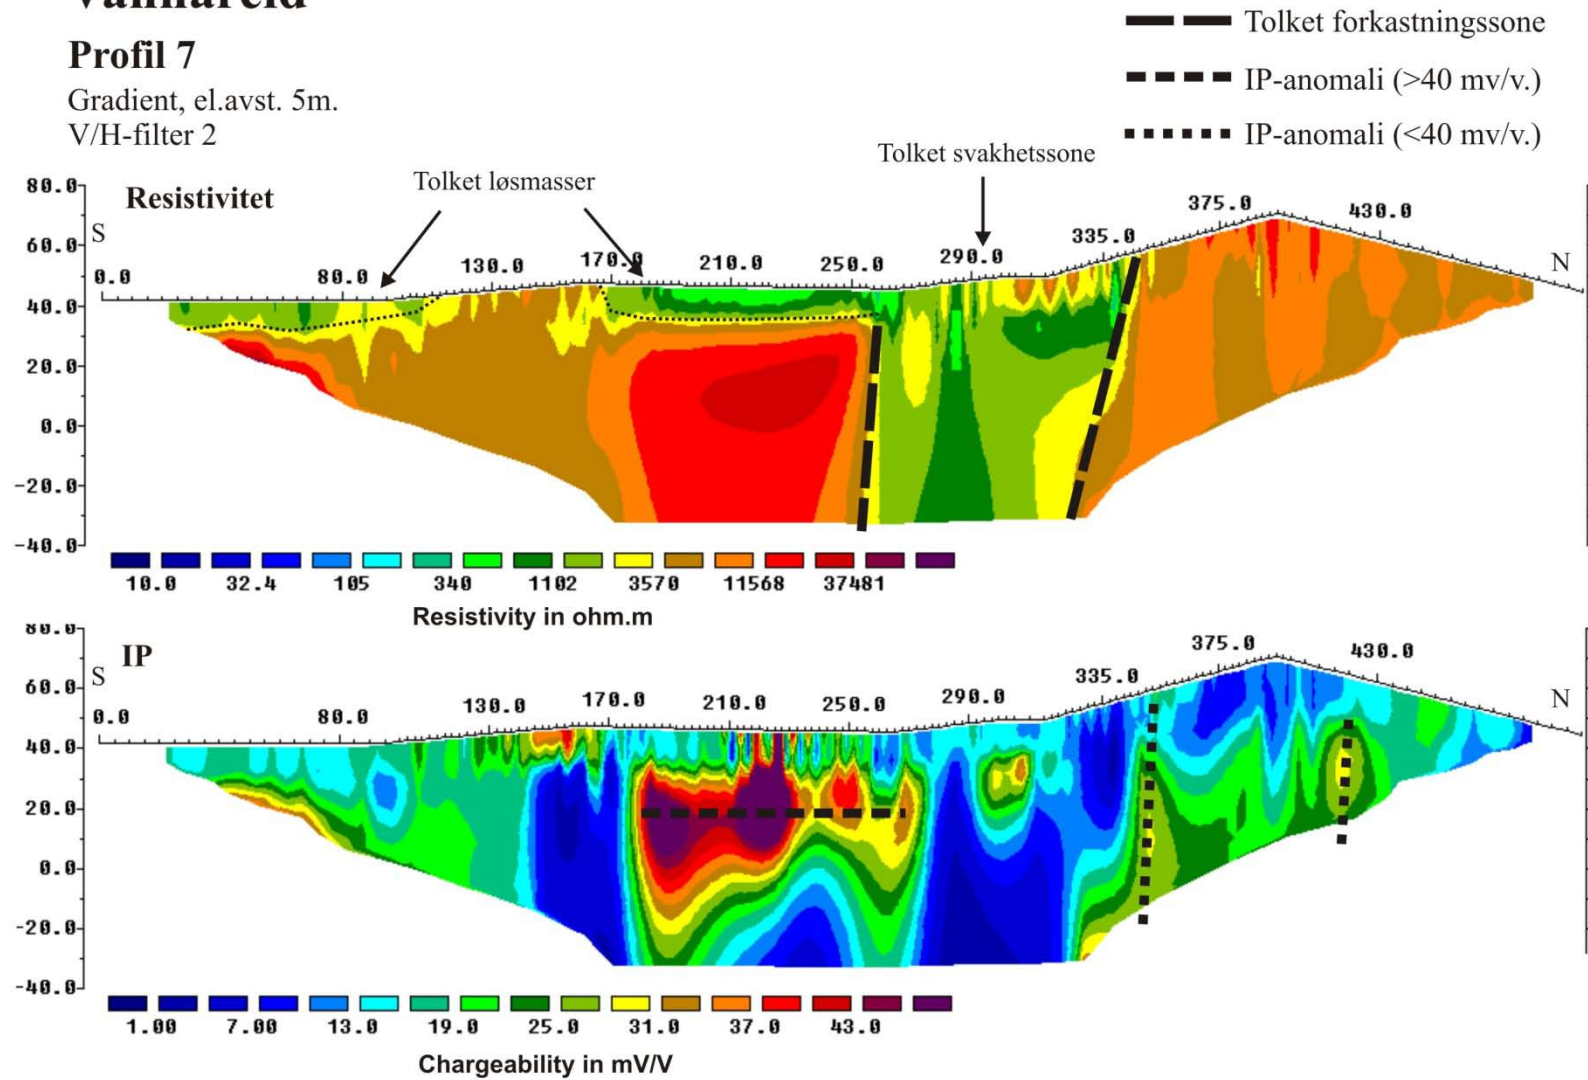 Vannareid
Profil 7
Gradient, el.avst. 5m.
V/H-filter 2
Tolket forkastningssone
IP-anomali (>40 mv/v.)
IP-anomali (<40 mv/v.)
Tolket svakhetssone
Tolket løsmasser
Resistivitet
S
N
80.0
60.0
40.0
20.0
0.0
-20.0
-40.0
0.0 80.0 130.0 170.0 210.0 250.0 290.0 335.0 375.0 430.0
10.0 32.4 105 340 1102 3570 11568 37481
Resistivity in ohm.m
IP
S
N
80.0
60.0
40.0
20.0
0.0
-20.0
-40.0
0.0 80.0 130.0 170.0 210.0 250.0 290.0 335.0 375.0 430.0
1.00 7.00 13.0 19.0 25.0 31.0 37.0 43.0
Chargeability in mV/V